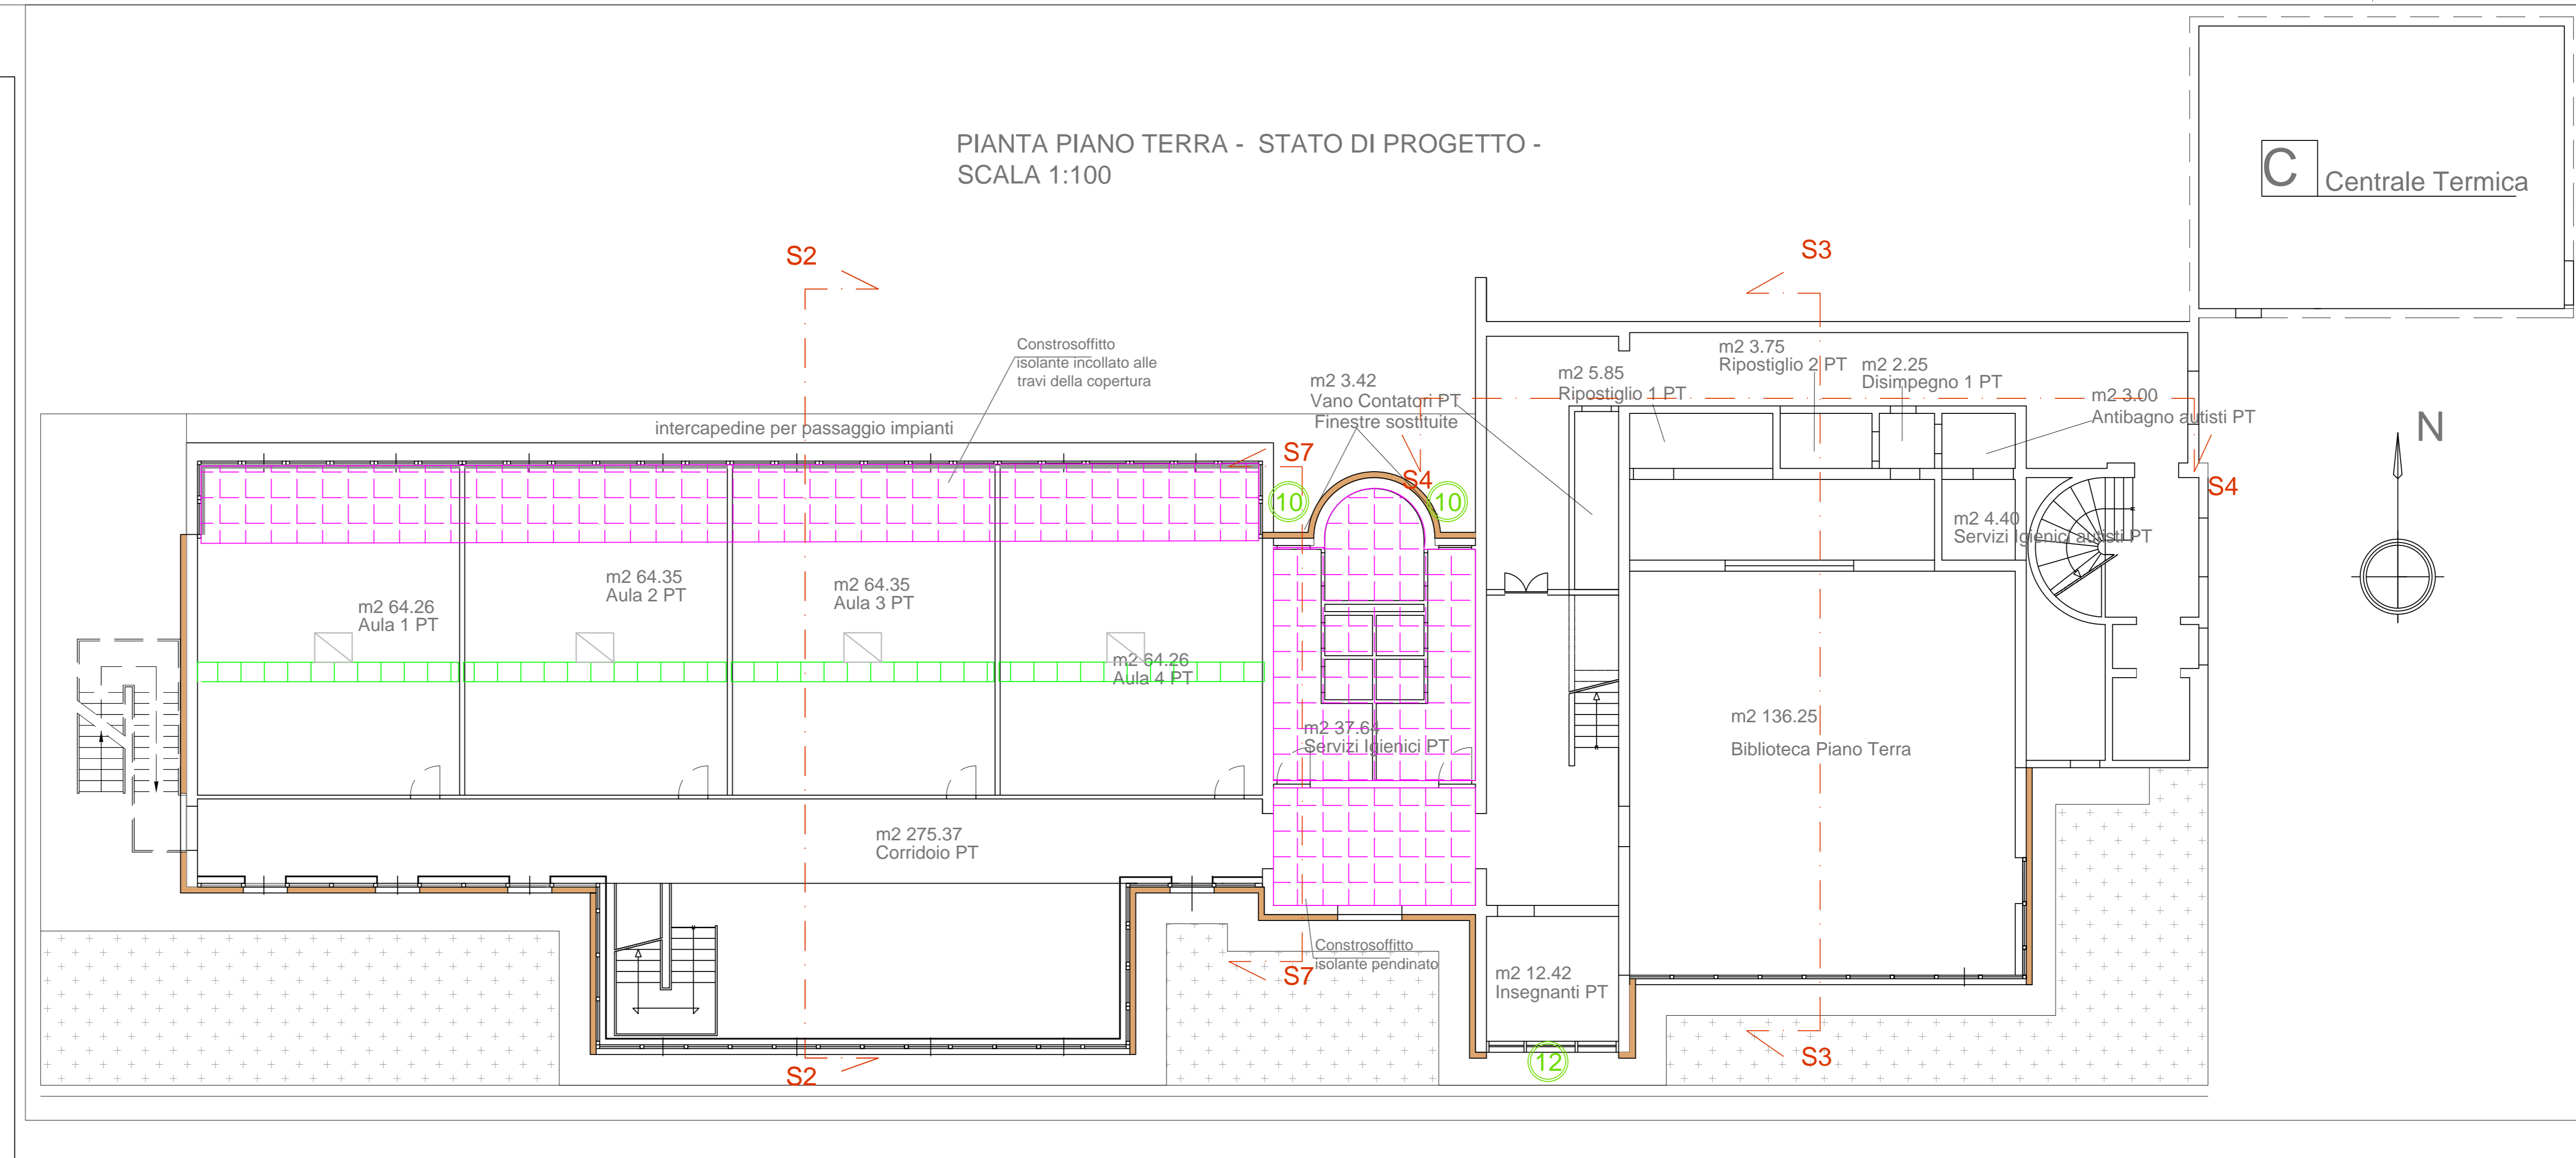 PIANTA PIANO TERRA - STATO DI PROGETTO -
SCALA 1:100
C
Centrale Termica
S2
S3
Constrosoffitto
isolante incollato alle
travi della copertura
m2 3.42
Vano Contatori PT
Finestre sostituite
m2 5.85
Ripostiglio 1 PT
m2 3.75
Ripostiglio 2 PT
m2 2.25
Disimpegno 1 PT
m2 3.00
Antibagno autisti PT
N
intercapedine per passaggio impianti
S7
S4
S4
10
10
m2 4.40
Servizi Igienici autisti PT
m2 64.26
Aula 1 PT
m2 64.35
Aula 2 PT
m2 64.35
Aula 3 PT
m2 64.26
Aula 4 PT
m2 37.64
Servizi Igienici PT
m2 136.25
Biblioteca Piano Terra
m2 275.37
Corridoio PT
Constrosoffitto
isolante pendinato
S7
m2 12.42
Insegnanti PT
12
S2
S3